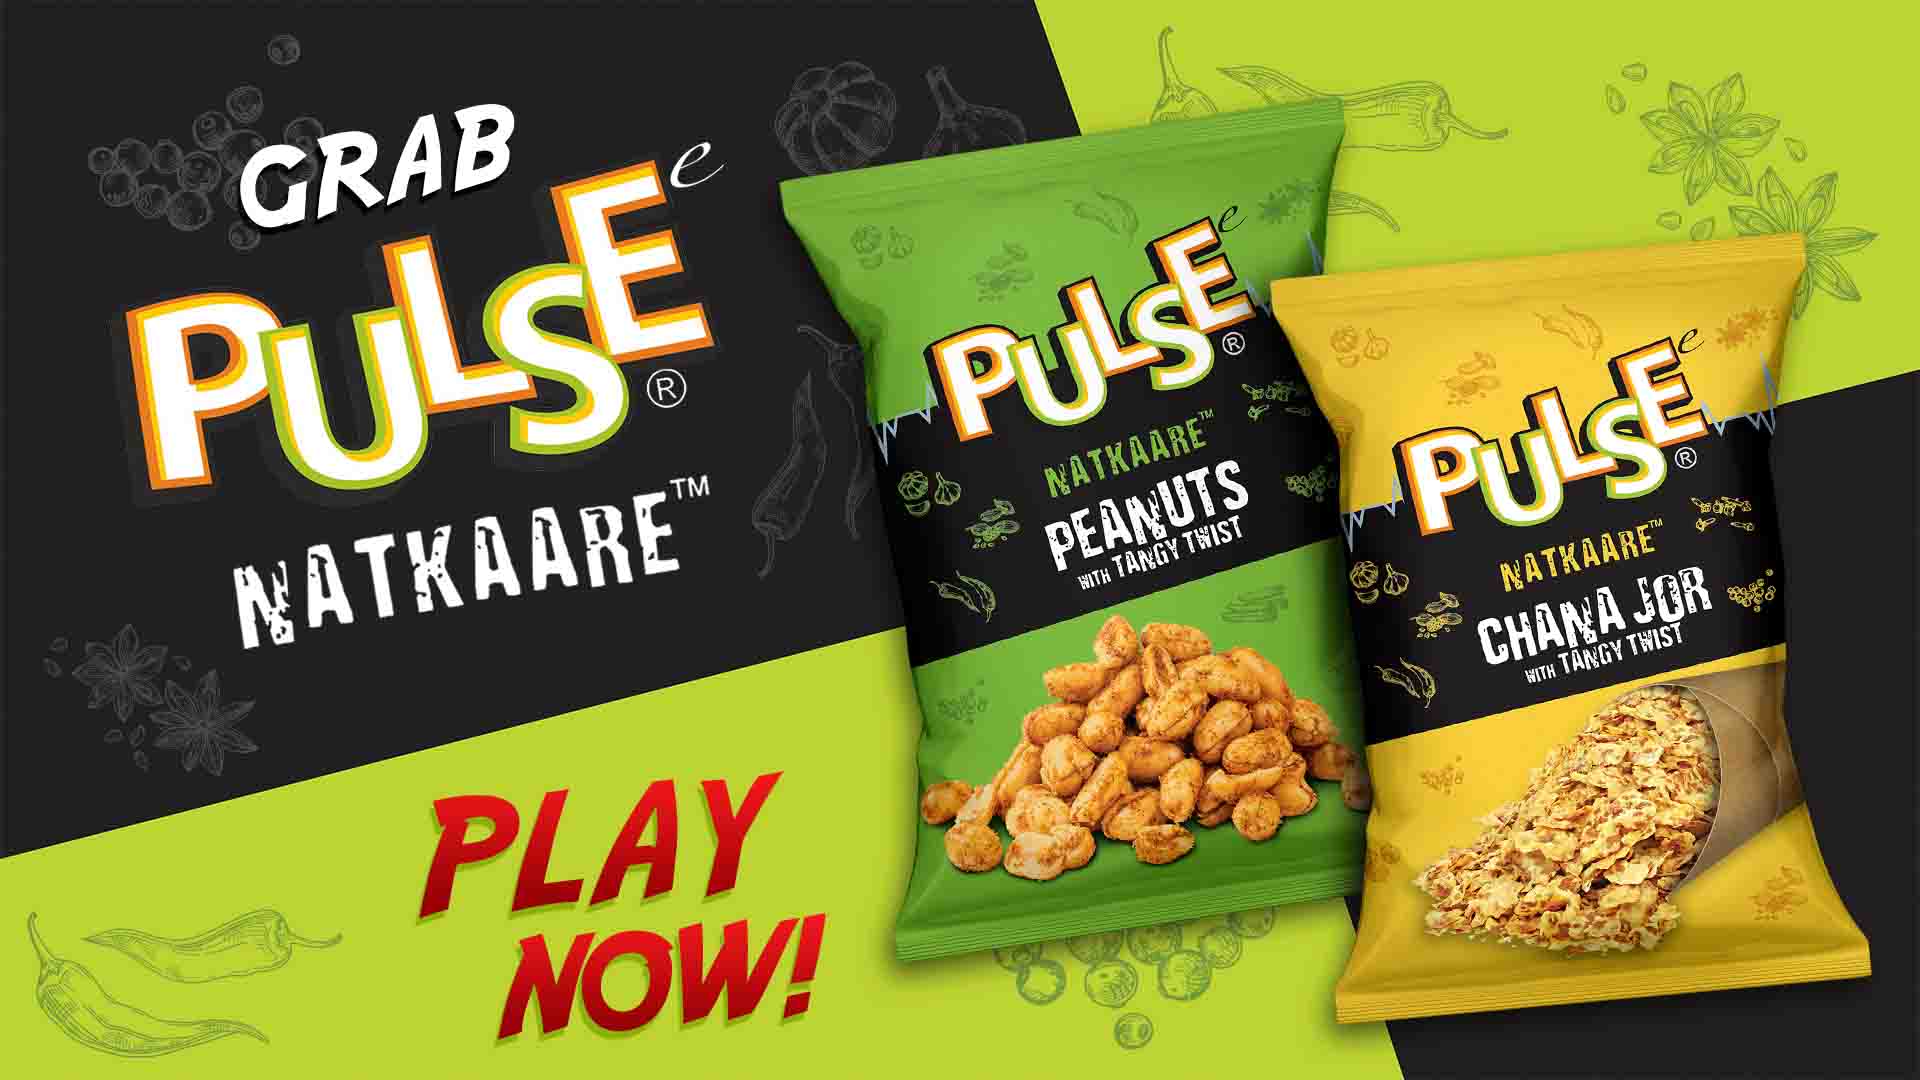 GRAB
PULSE e
®
NATKAARE™
PLAY
NOW!
PULSE e
®
NATKAARE™
PEANUTS
WITH TANGY TWIST
PULSE e
®
NATKAARE™
CHANA JOR
WITH TANGY TWIST